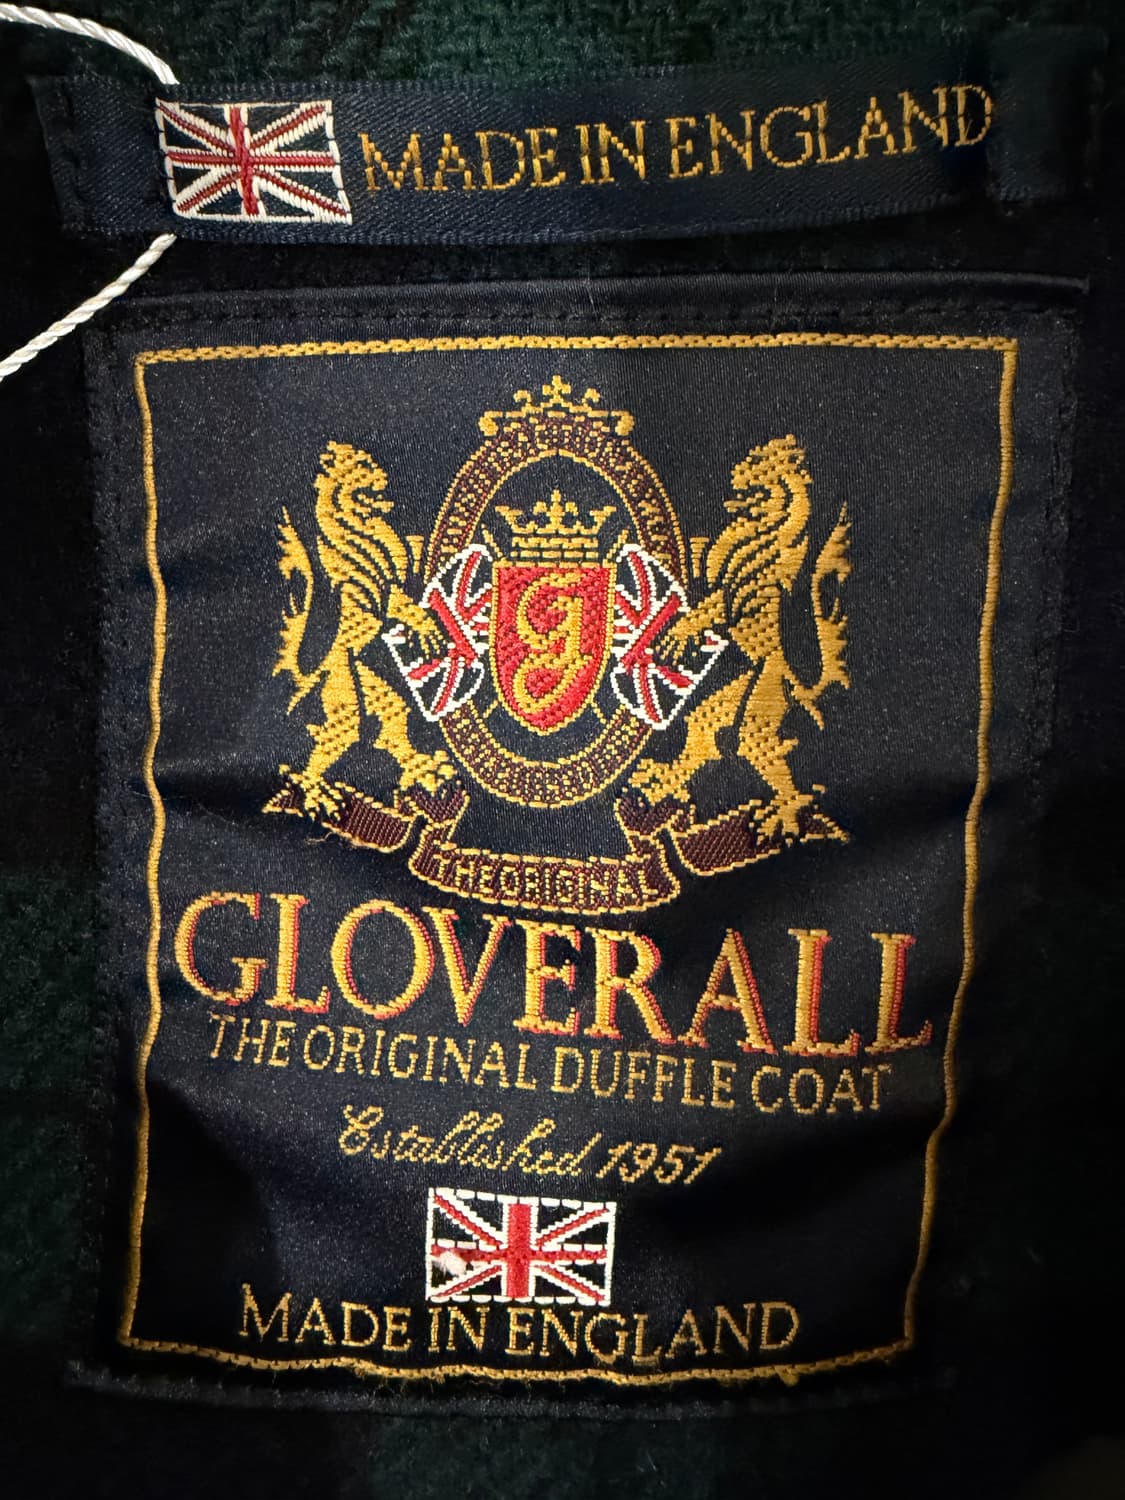 MADE IN ENGLAND
g
THE ORIGINAL
GLOVERALL
THE ORIGINAL DUFFLE COAT
Established 1951
MADE IN ENGLAND